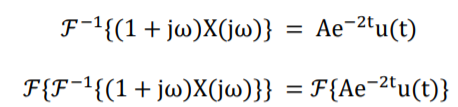 ℱ⁻¹{(1 + jω)X(jω)} = Ae⁻²ᵗu(t)
ℱ{ℱ⁻¹{(1 + jω)X(jω)}} = ℱ{Ae⁻²ᵗu(t)}